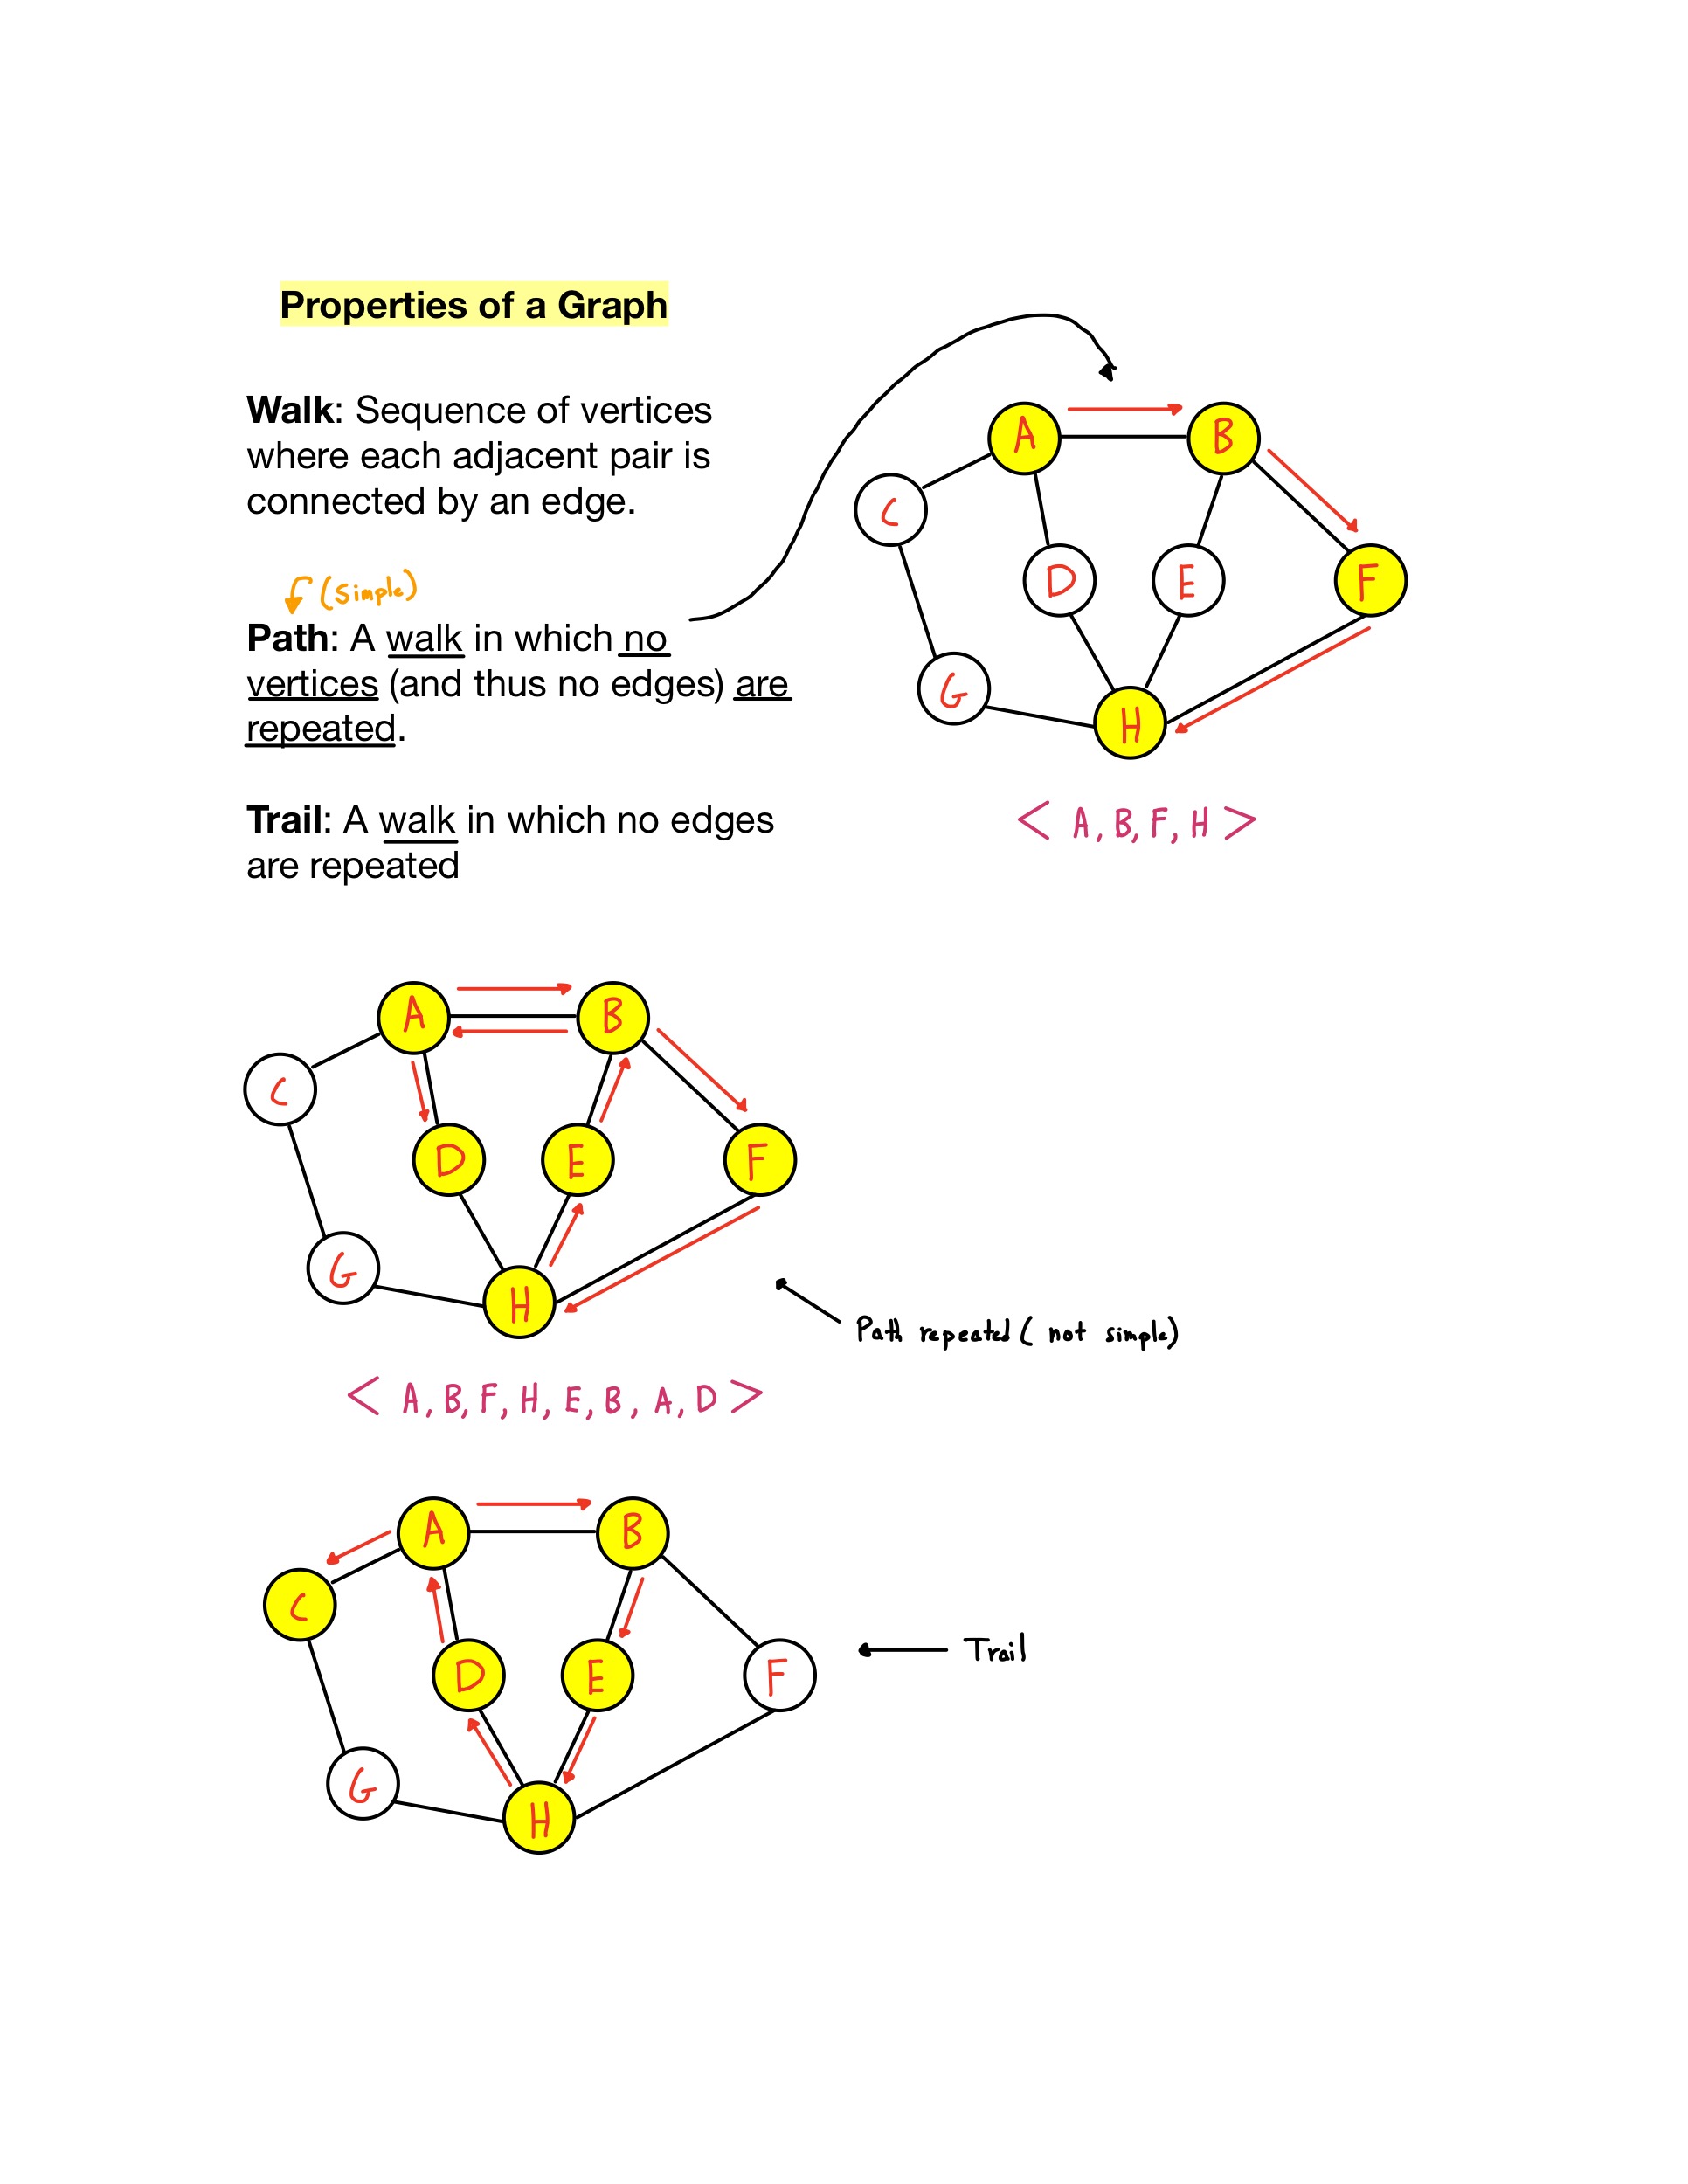 Properties of a Graph
Walk: Sequence of vertices
where each adjacent pair is
connected by an edge.
(simple)
Path: A walk in which no
vertices (and thus no edges) are
repeated.
Trail: A walk in which no edges
are repeated
A
B
C
D
E
F
G
H
< A, B, F, H >
A
B
C
D
E
F
G
H
Path repeated ( not simple)
< A, B, F, H, E, B, A, D >
A
B
C
D
E
F
Trail
G
H